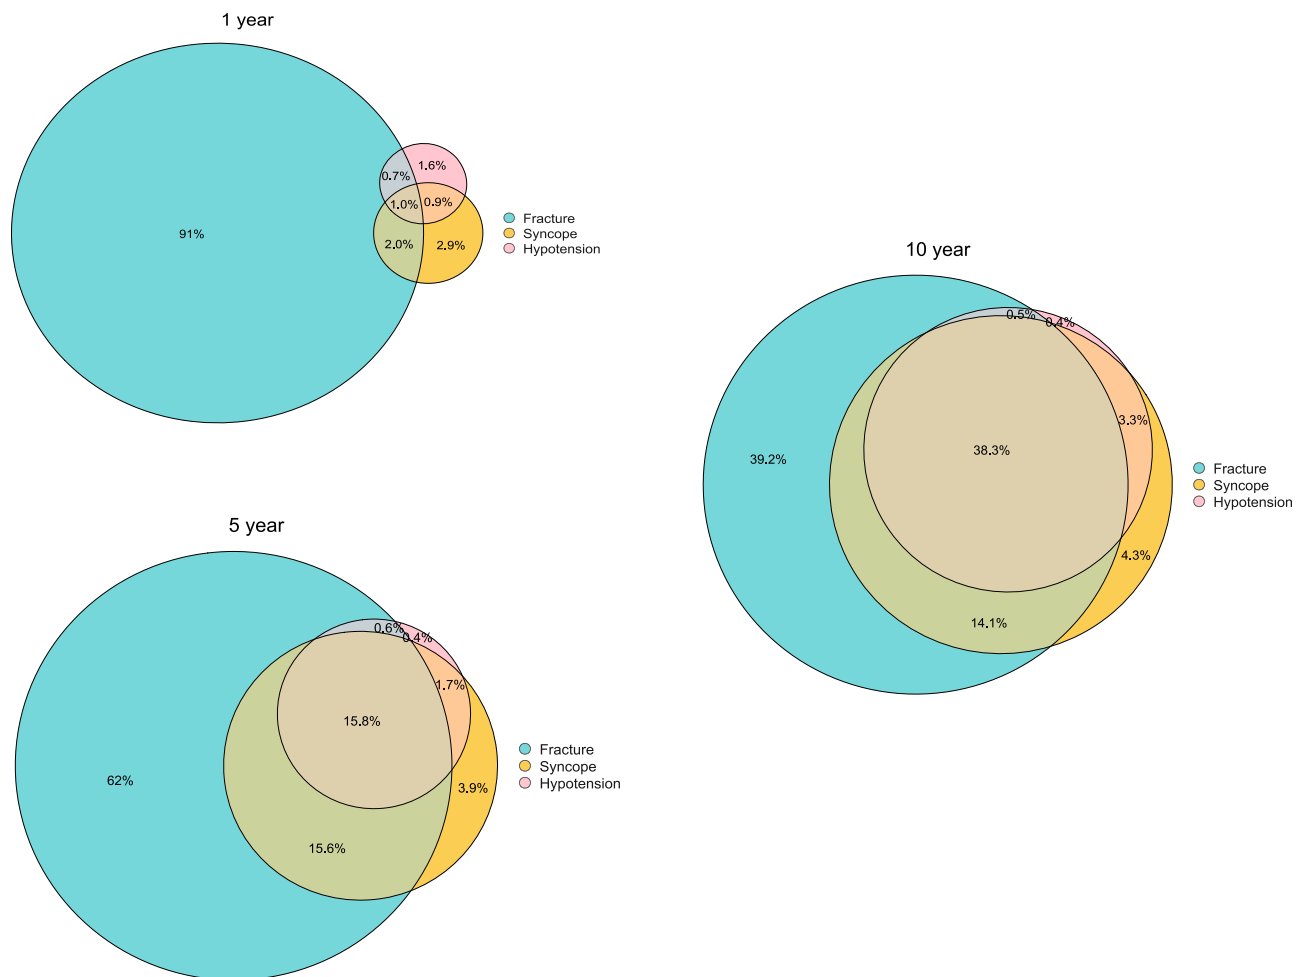 1 year
1.6%
0.7%
1.0%
0.9%
91%
2.0%
2.9%
Fracture
Syncope
Hypotension
10 year
0.5%
0.4%
3.3%
38.3%
39.2%
4.3%
14.1%
Fracture
Syncope
Hypotension
5 year
0.6%
0.4%
1.7%
15.8%
62%
3.9%
15.6%
Fracture
Syncope
Hypotension